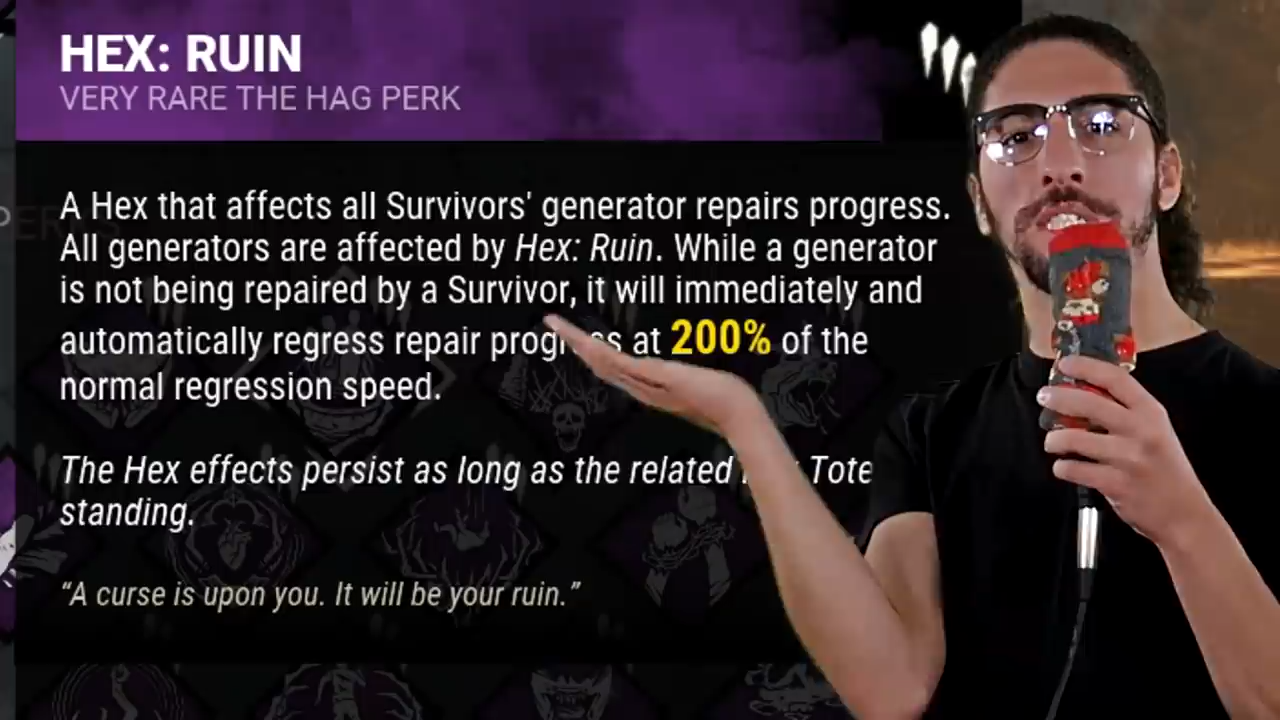 HEX: RUIN
VERY RARE THE HAG PERK
A Hex that affects all Survivors' generator repairs progress.
All generators are affected by Hex: Ruin. While a generator
is not being repaired by a Survivor, it will immediately and
automatically regress repair progress at 200% of the
normal regression speed.
The Hex effects persist as long as the related Tote
standing.
“A curse is upon you. It will be your ruin.”